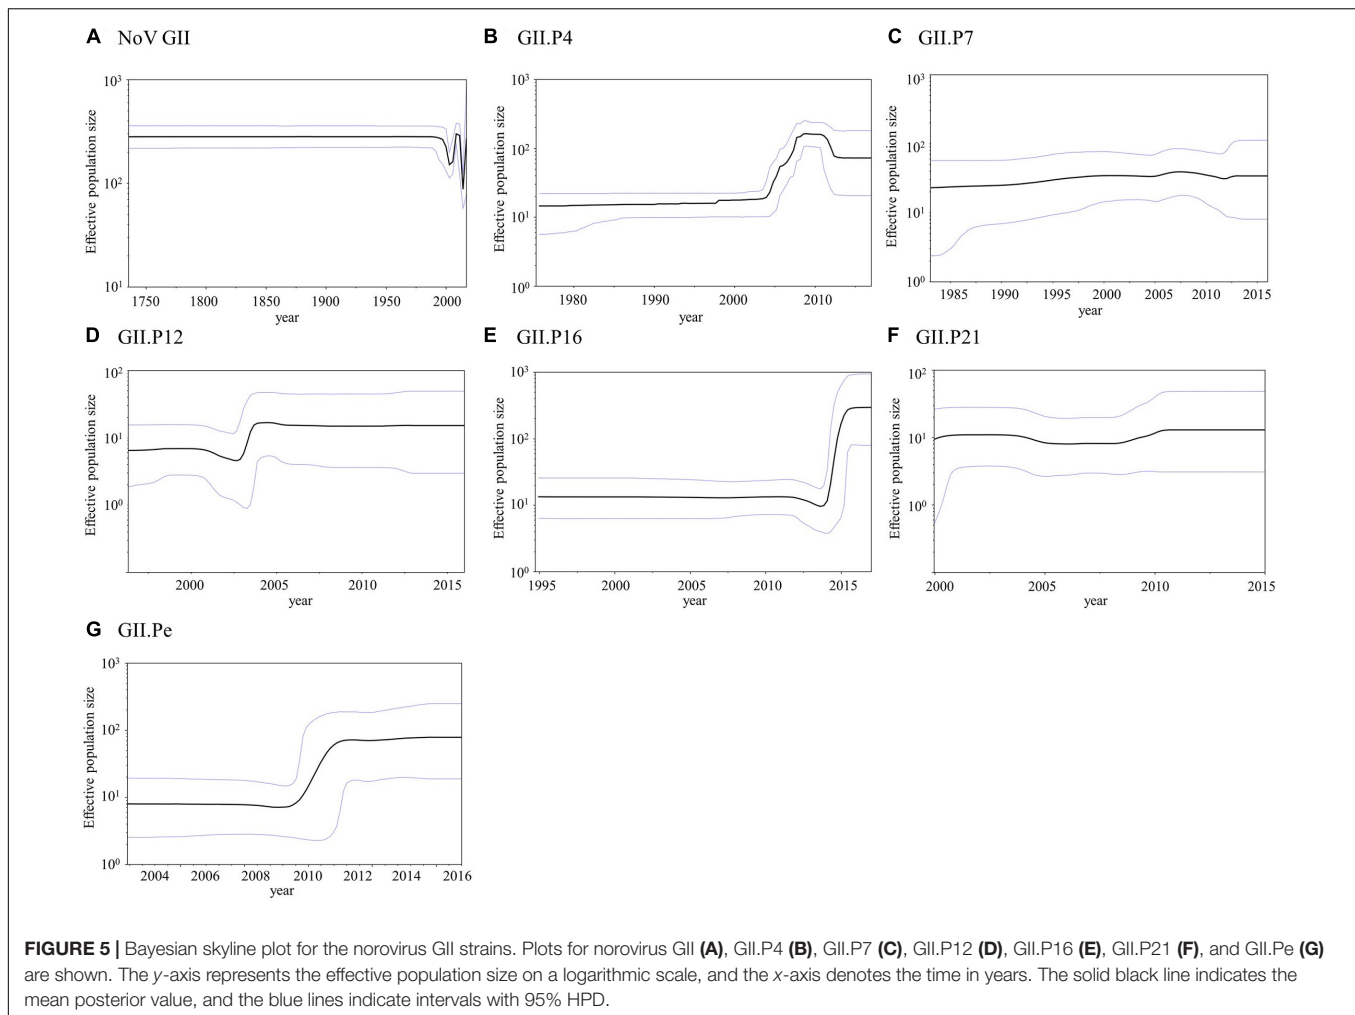 A NoV GII
B GII.P4
C GII.P7
Effective population size
10³
10²
10¹
1750 1800 1850 1900 1950 2000
year
Effective population size
10³
10²
10¹
10⁰
1980 1990 2000 2010
year
Effective population size
10³
10²
10¹
10⁰
1985 1990 1995 2000 2005 2010 2015
year
D GII.P12
E GII.P16
F GII.P21
Effective population size
10²
10¹
10⁰
2000 2005 2010 2015
year
Effective population size
10³
10²
10¹
10⁰
1995 2000 2005 2010 2015
year
Effective population size
10²
10¹
10⁰
2000 2005 2010 2015
year
G GII.Pe
Effective population size
10³
10²
10¹
10⁰
2004 2006 2008 2010 2012 2014 2016
year
FIGURE 5 | Bayesian skyline plot for the norovirus GII strains. Plots for norovirus GII (A), GII.P4 (B), GII.P7 (C), GII.P12 (D), GII.P16 (E), GII.P21 (F), and GII.Pe (G)
are shown. The y-axis represents the effective population size on a logarithmic scale, and the x-axis denotes the time in years. The solid black line indicates the
mean posterior value, and the blue lines indicate intervals with 95% HPD.